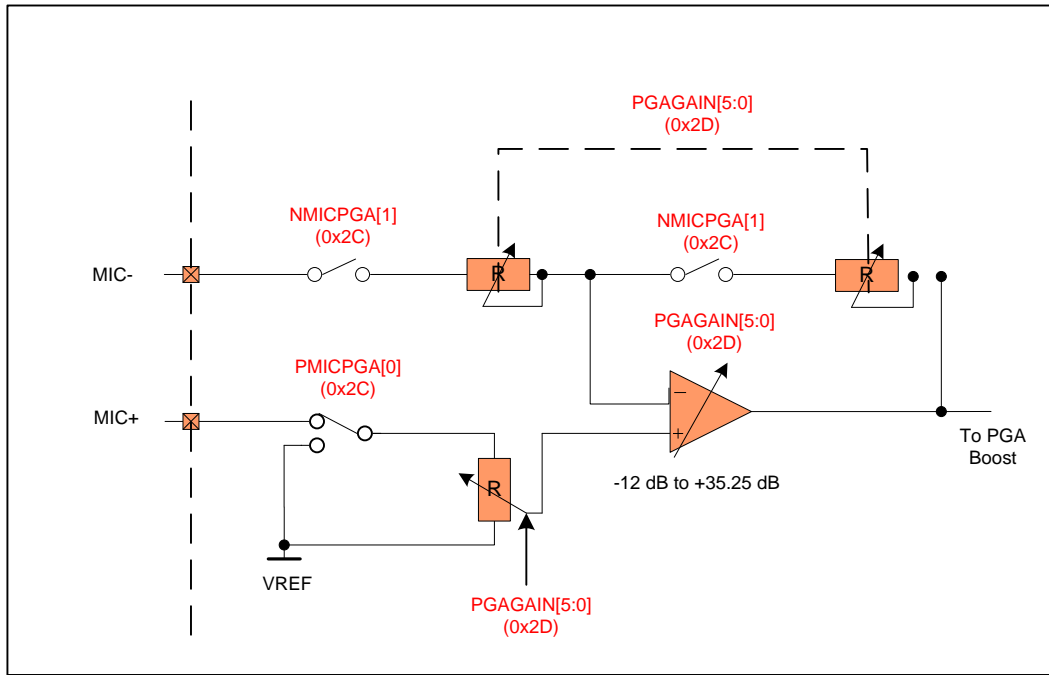 PGAGAIN[5:0]
(0x2D)
NMICPGA[1]
(0x2C)
NMICPGA[1]
(0x2C)
MIC-
R
R
PGAGAIN[5:0]
(0x2D)
PMICPGA[0]
(0x2C)
MIC+
−
+
To PGA
Boost
R
-12 dB to +35.25 dB
VREF
PGAGAIN[5:0]
(0x2D)